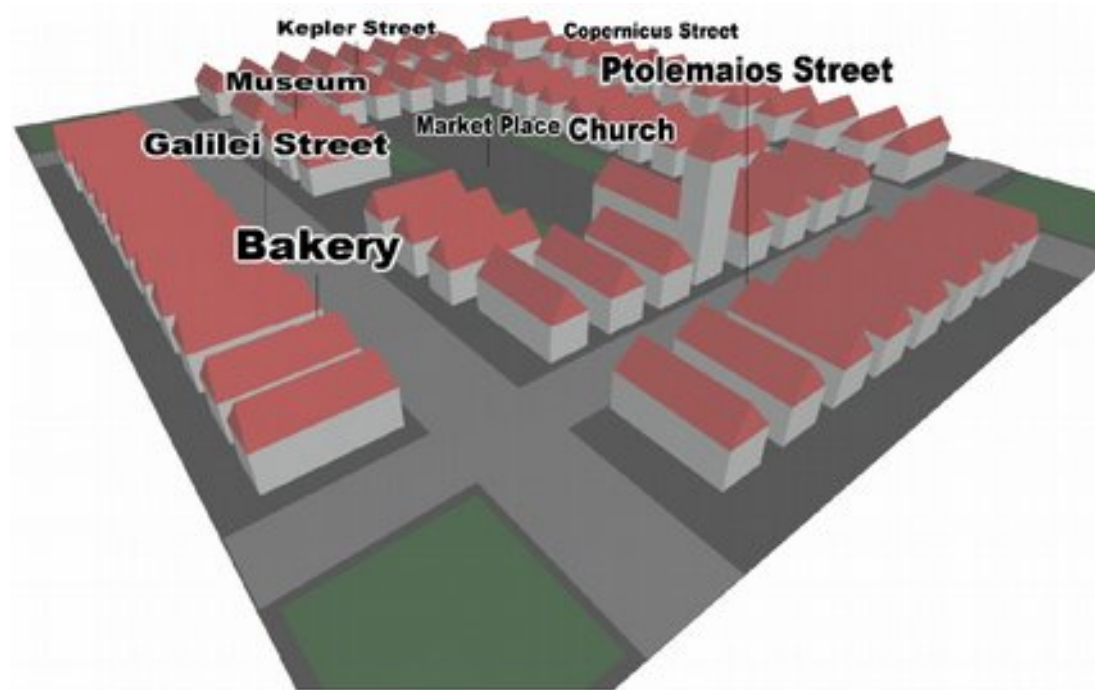 Kepler Street
Copernicus Street
Museum
Ptolemaios Street
Market Place
Church
Galilei Street
Bakery